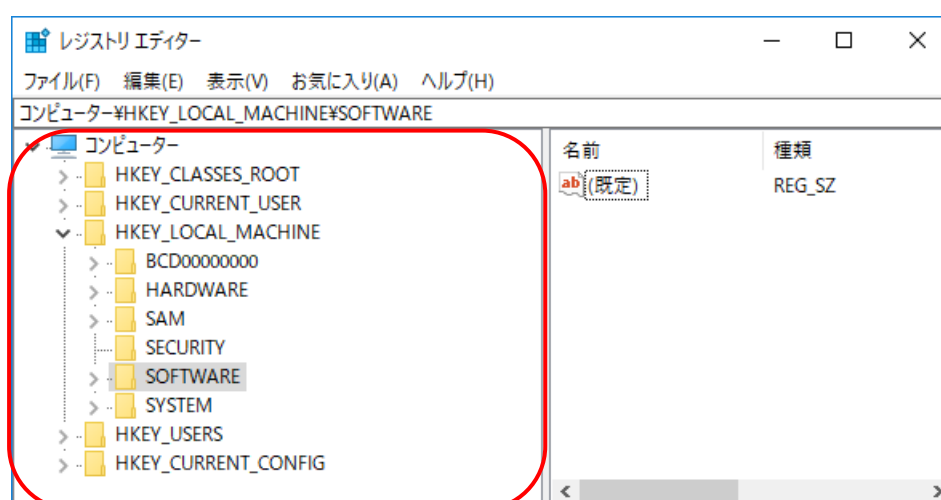 レジストリ エディター
ファイル(F) 編集(E) 表示(V) お気に入り(A) ヘルプ(H)
コンピューター¥HKEY_LOCAL_MACHINE¥SOFTWARE
コンピューター
HKEY_CLASSES_ROOT
HKEY_CURRENT_USER
HKEY_LOCAL_MACHINE
BCD00000000
HARDWARE
SAM
SECURITY
SOFTWARE
SYSTEM
HKEY_USERS
HKEY_CURRENT_CONFIG
名前 種類
ab (既定) REG_SZ